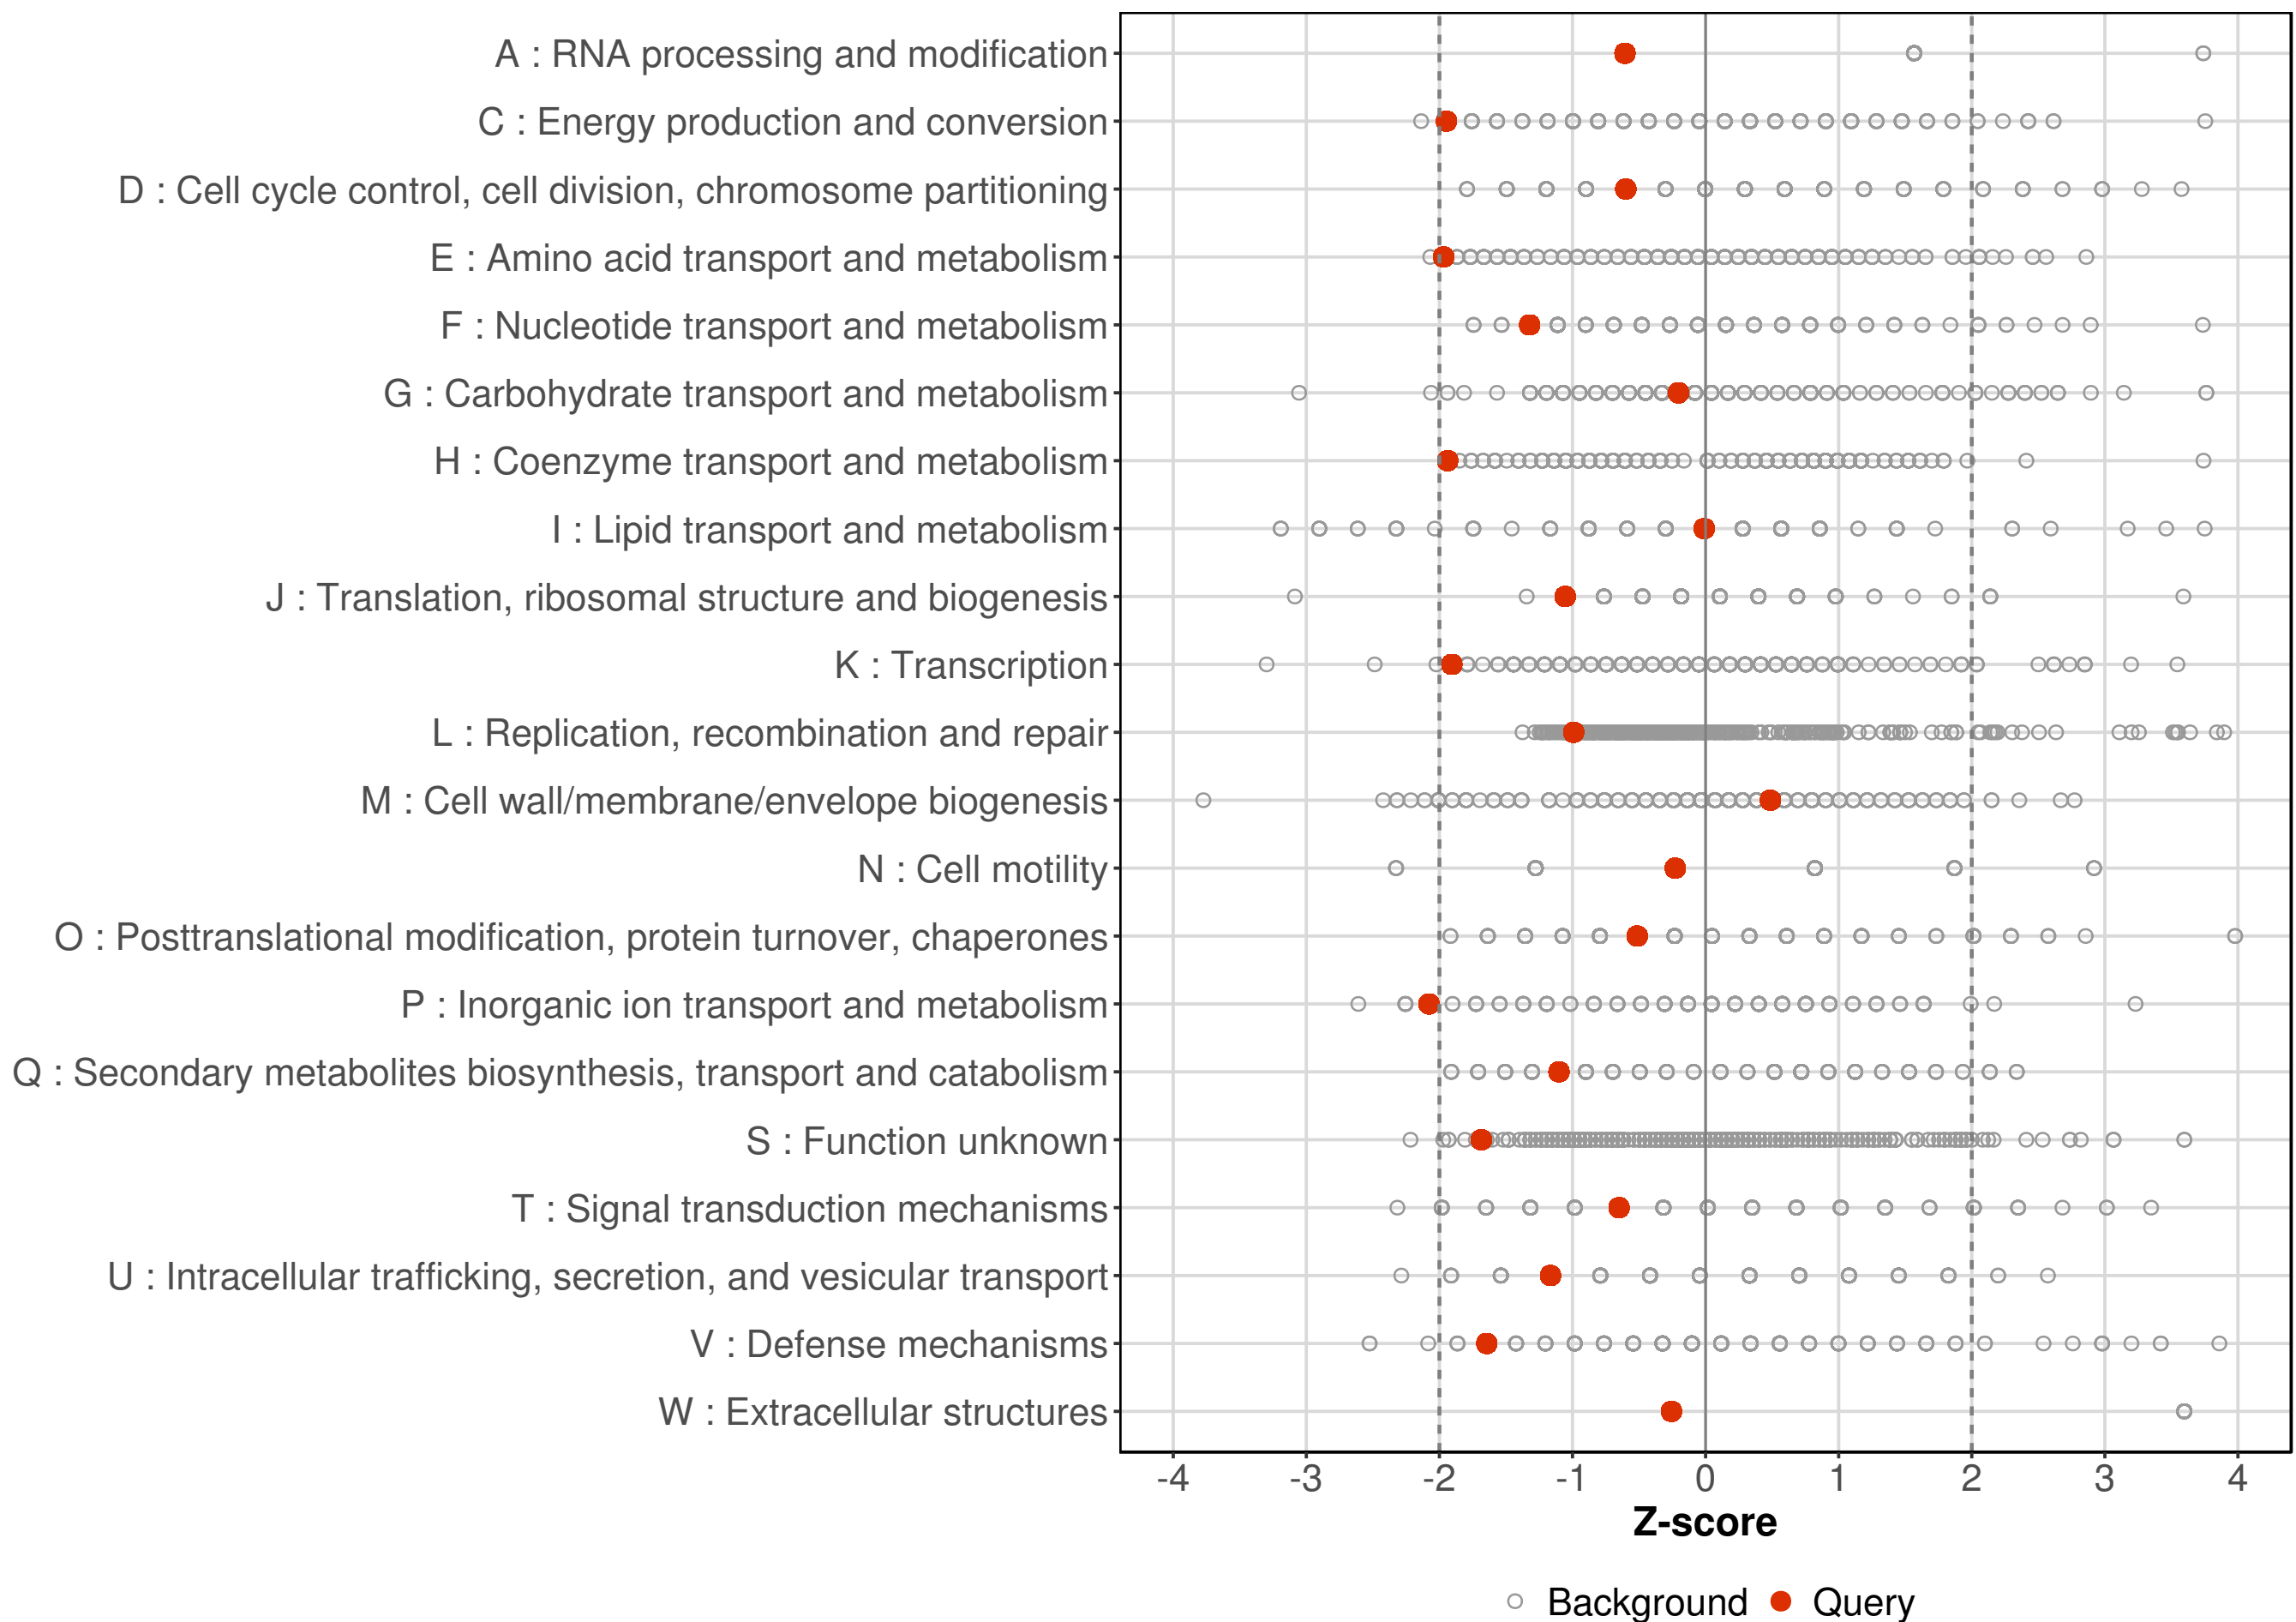 A : RNA processing and modification
C : Energy production and conversion
D : Cell cycle control, cell division, chromosome partitioning
E : Amino acid transport and metabolism
F : Nucleotide transport and metabolism
G : Carbohydrate transport and metabolism
H : Coenzyme transport and metabolism
I : Lipid transport and metabolism
J : Translation, ribosomal structure and biogenesis
K : Transcription
L : Replication, recombination and repair
M : Cell wall/membrane/envelope biogenesis
N : Cell motility
O : Posttranslational modification, protein turnover, chaperones
P : Inorganic ion transport and metabolism
Q : Secondary metabolites biosynthesis, transport and catabolism
S : Function unknown
T : Signal transduction mechanisms
U : Intracellular trafficking, secretion, and vesicular transport
V : Defense mechanisms
W : Extracellular structures
-4 -3 -2 -1 0 1 2 3 4
Z-score
Background Query